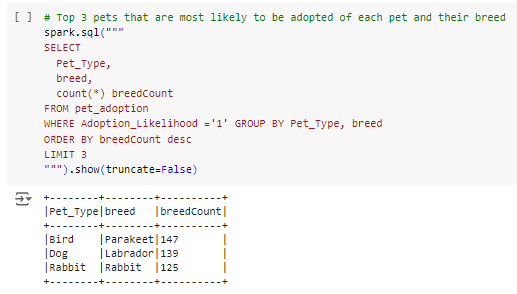 [ ] # Top 3 pets that are most likely to be adopted of each pet and their breed
spark.sql("""
SELECT
  Pet_Type,
  breed,
  count(*) breedCount
FROM pet_adoption
WHERE Adoption_Likelihood ='1' GROUP BY Pet_Type, breed
ORDER BY breedCount desc
LIMIT 3
""").show(truncate=False)
+--------+--------+----------+
|Pet_Type|breed   |breedCount|
+--------+--------+----------+
|Bird    |Parakeet|147       |
|Dog     |Labrador|139       |
|Rabbit  |Rabbit  |125       |
+--------+--------+----------+